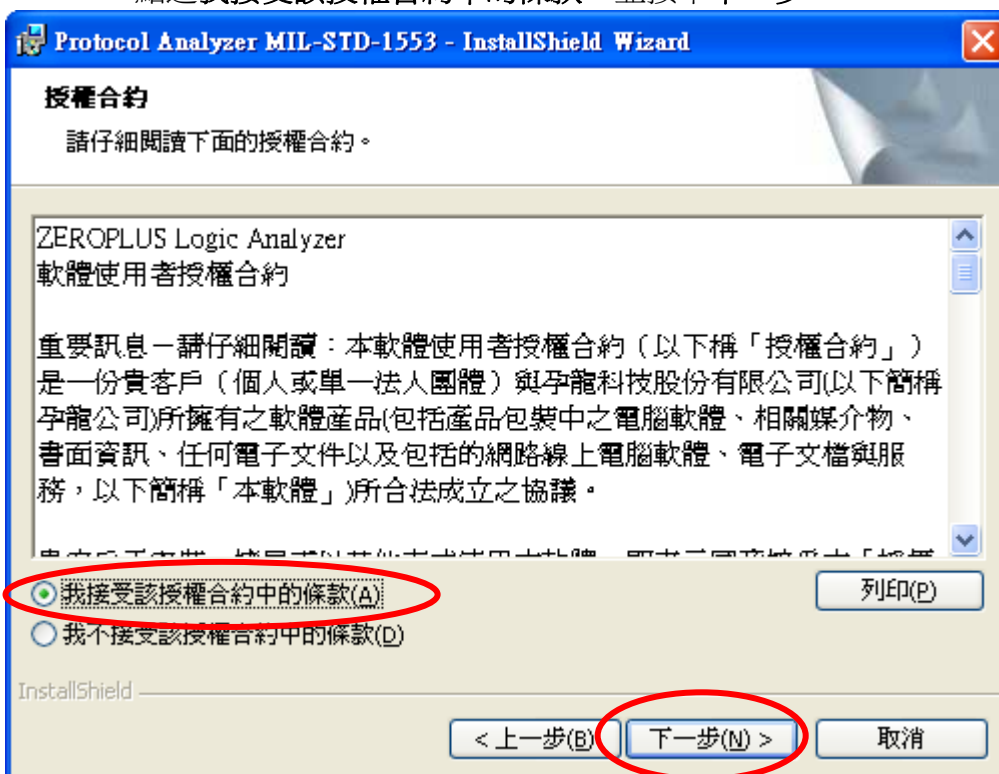 Protocol Analyzer MIL-STD-1553 - InstallShield Wizard
授權合約
請仔細閱讀下面的授權合約。
ZEROPLUS Logic Analyzer
軟體使用者授權合約
重要訊息－請仔細閱讀：本軟體使用者授權合約（以下稱「授權合約」）
是一份貴客戶（個人或單一法人團體）與孕龍科技股份有限公司(以下簡稱
孕龍公司)所擁有之軟體產品(包括產品包裝中之電腦軟體、相關媒介物、
書面資訊、任何電子文件以及包括的網路線上電腦軟體、電子文檔與服
務，以下簡稱「本軟體」)所合法成立之協議。
我接受該授權合約中的條款(A)
列印(P)
我不接受該授權合約中的條款(D)
InstallShield
< 上一步(B)
下一步(N) >
取消